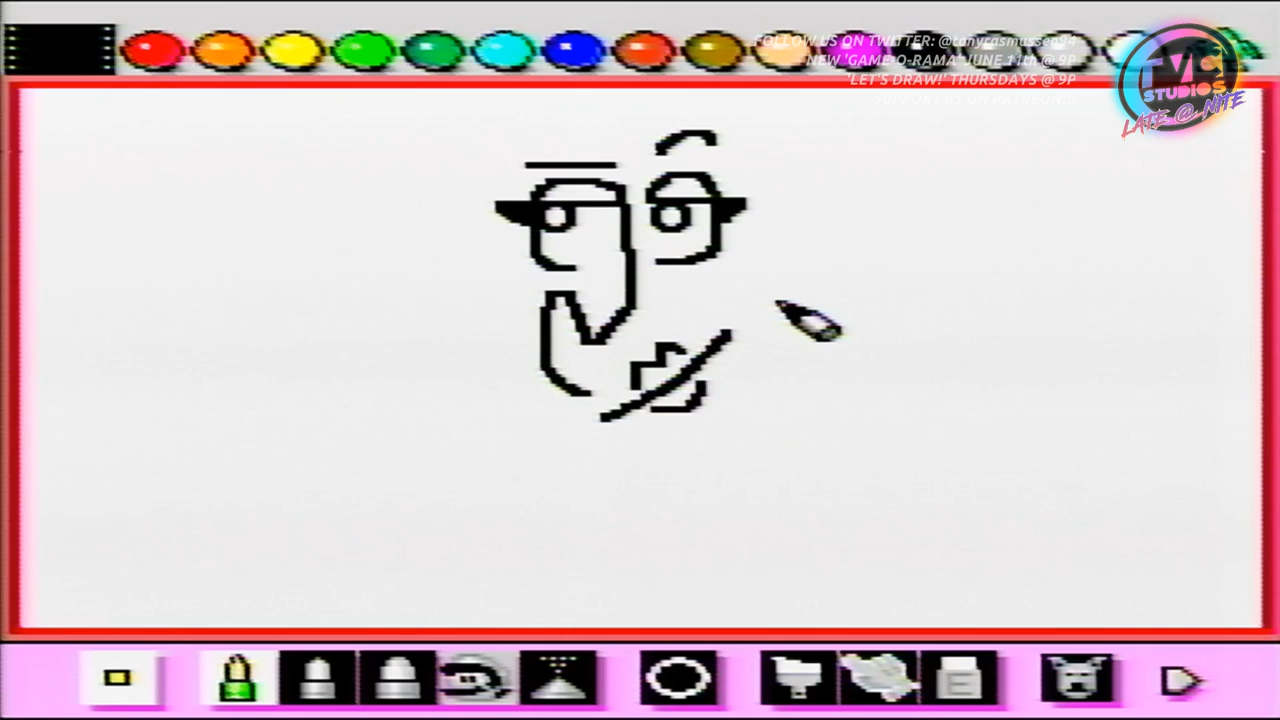 FOLLOW US ON TWITTER: @tonyrasmussen94
NEW 'GAME-O-RAMA' JUNE 11th @ 9P
'LET'S DRAW!' THURSDAYS @ 9P
SUPPORT US ON PATREON!!!
TVC
STUDIOS
LATE @ NITE